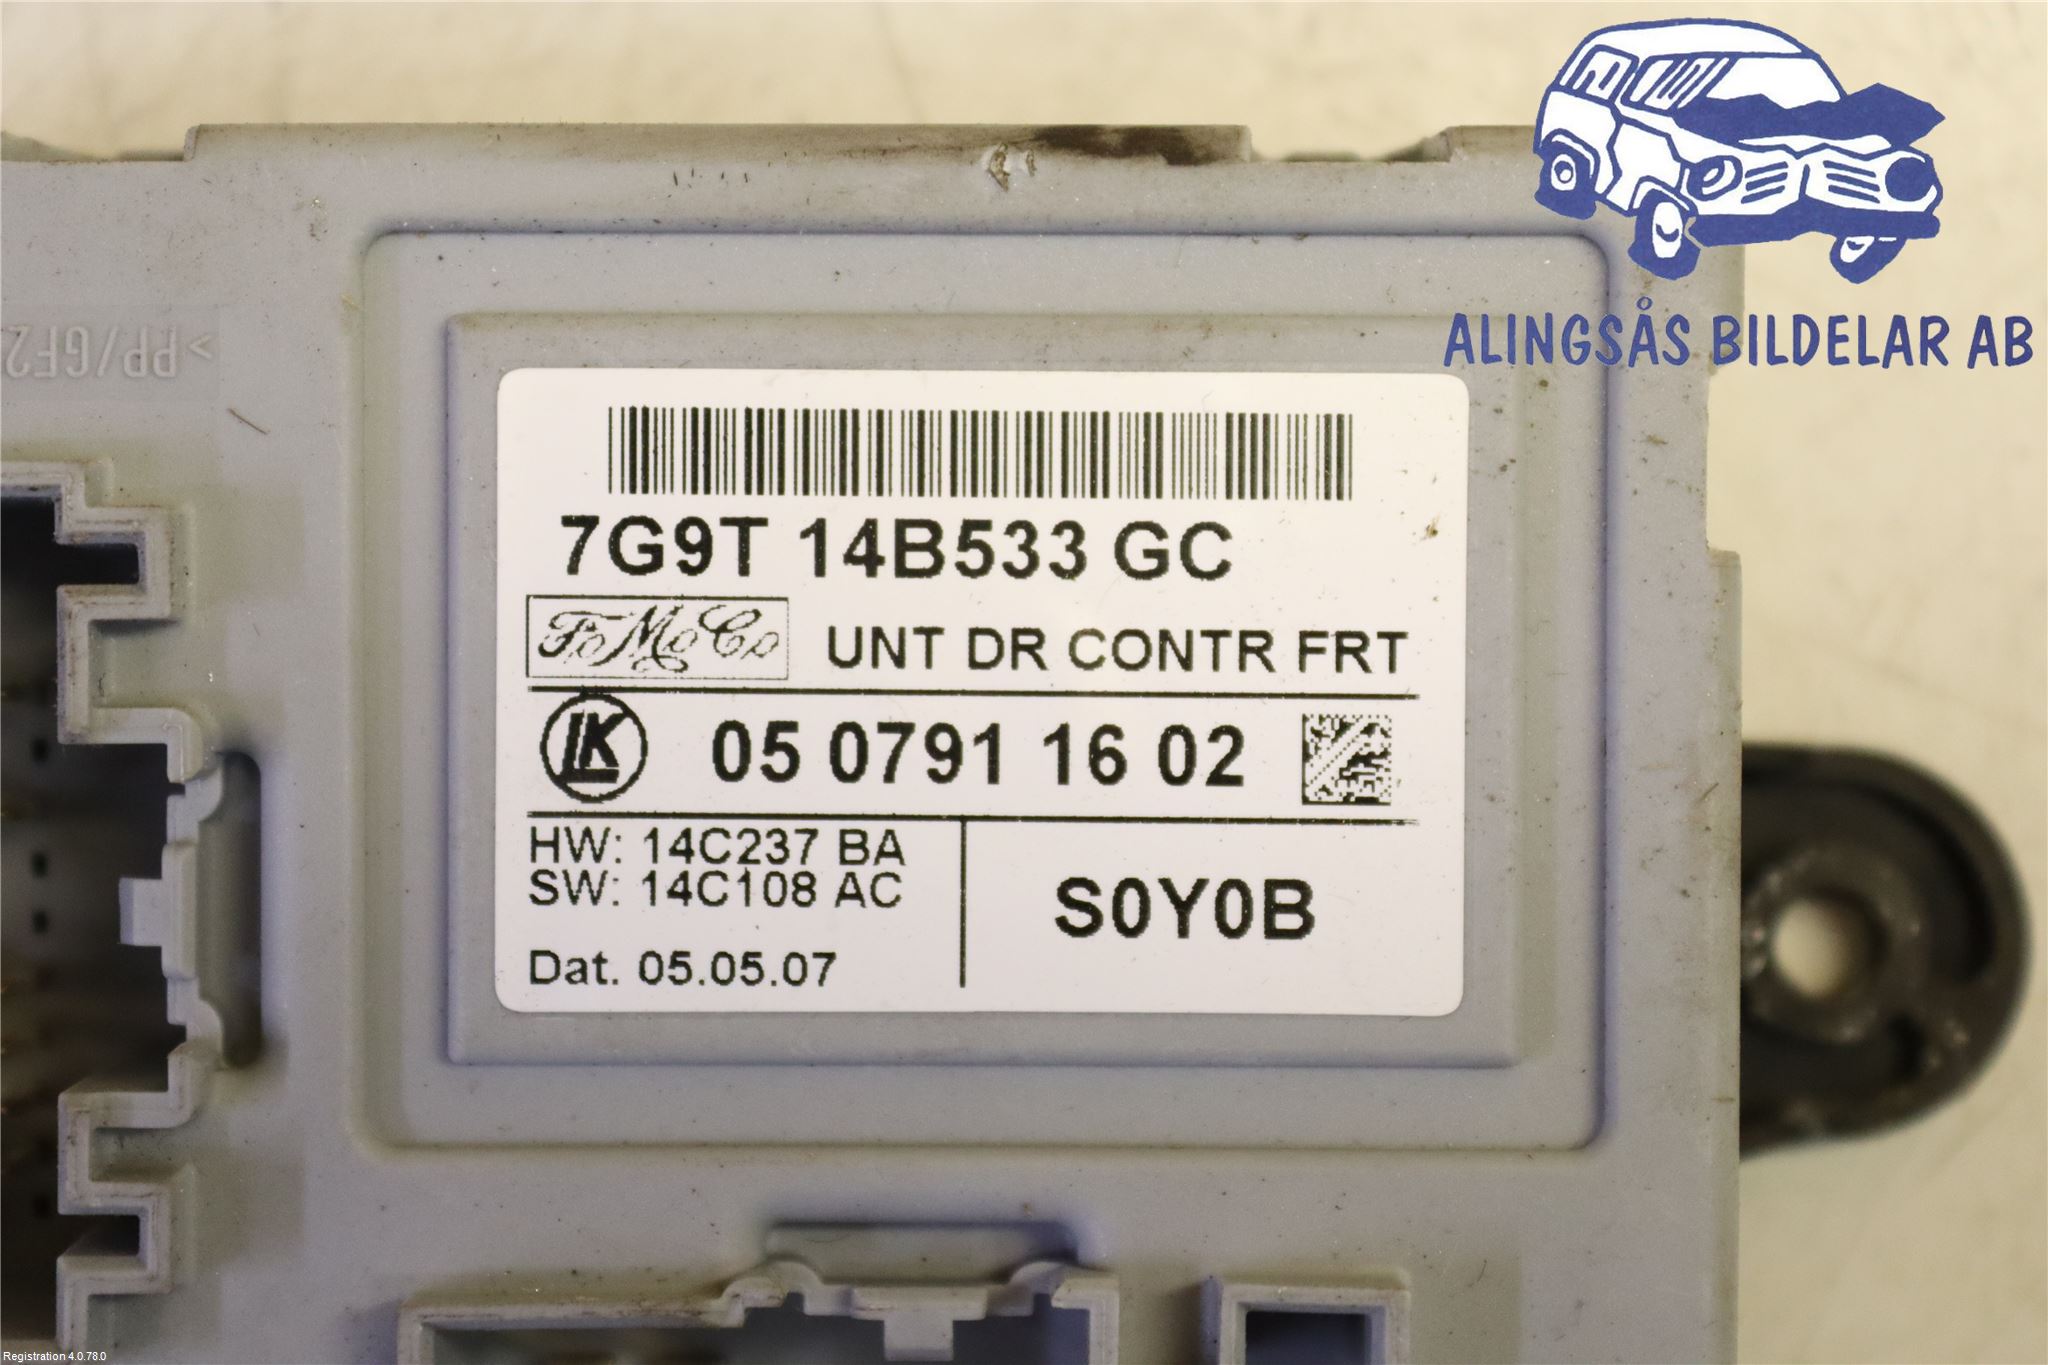 ALINGSÅS BILDELAR AB
>PP/GF2
7G9T 14B533 GC
FoMoCo
UNT DR CONTR FRT
LK
05 0791 16 02
HW: 14C237 BA
SW: 14C108 AC
Dat. 05.05.07
S0Y0B
Registration 4.0.78.0